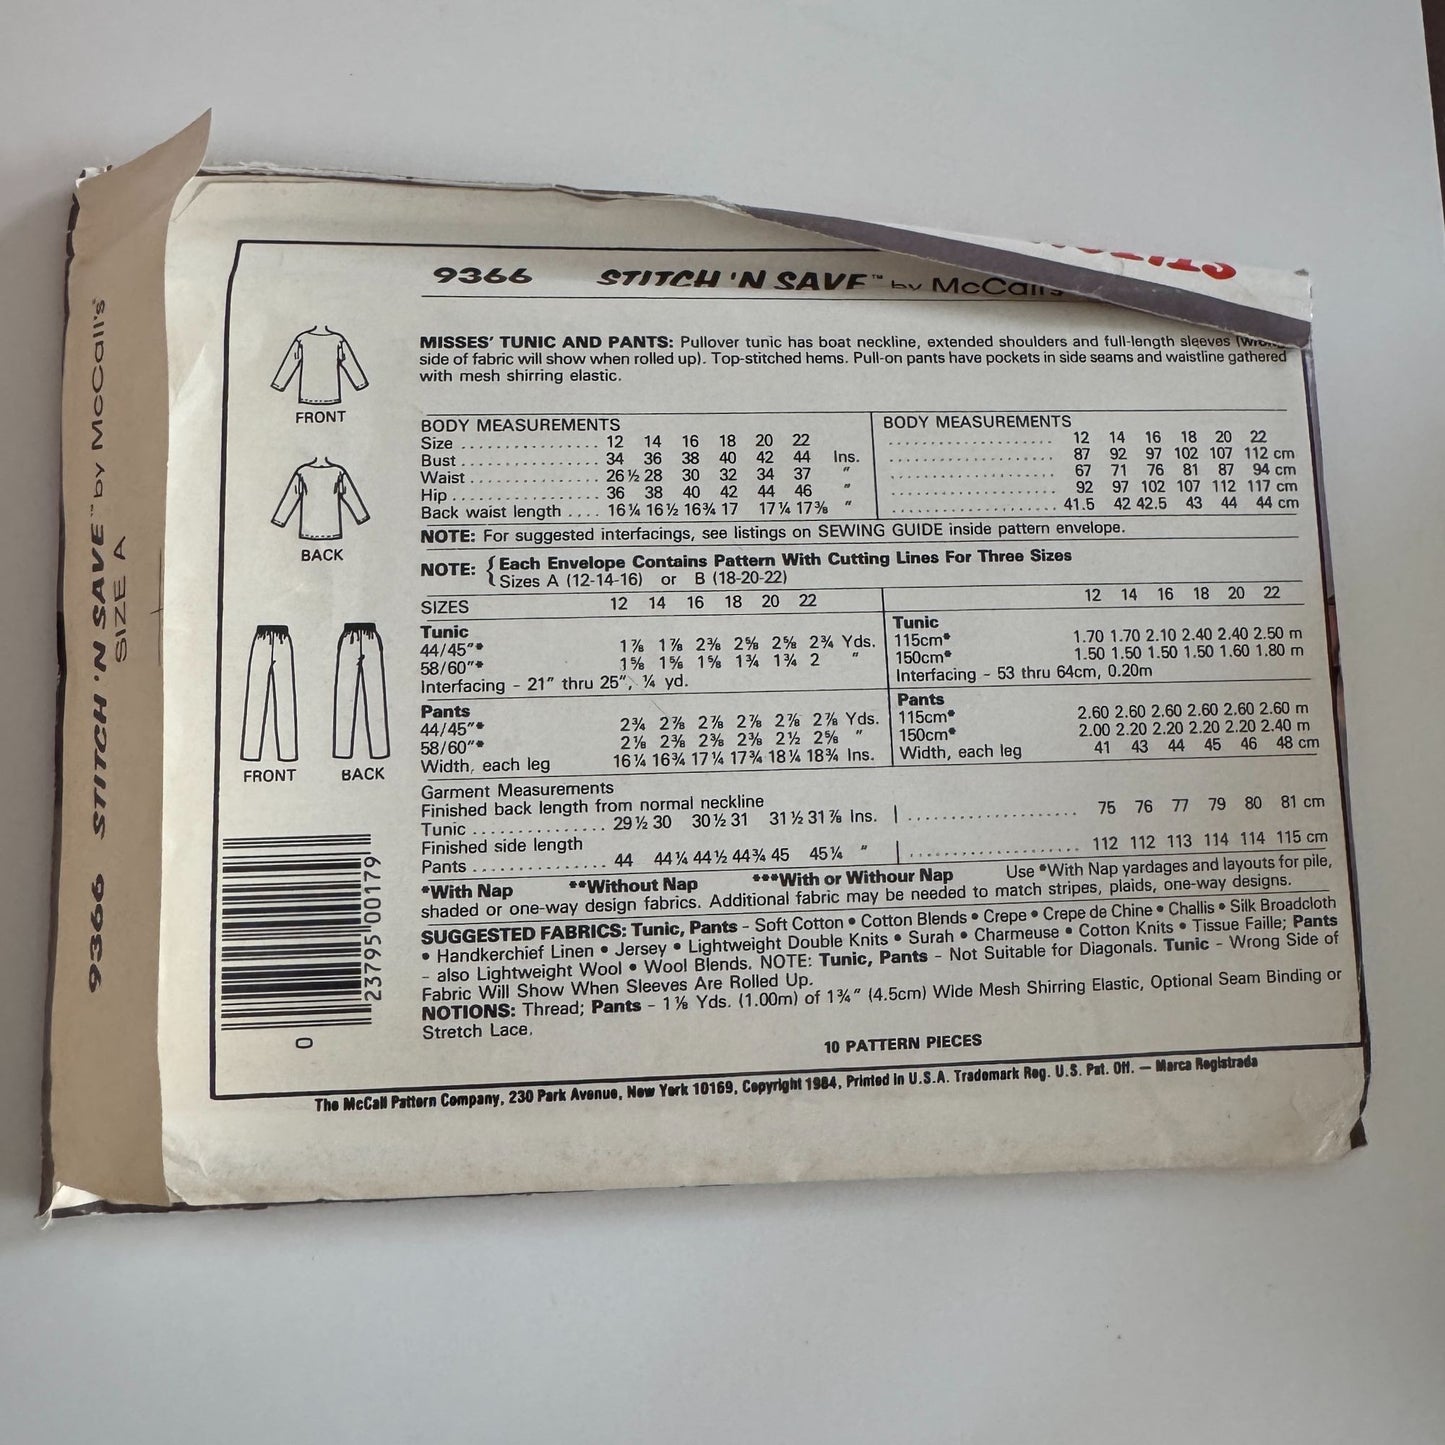 9366 STITCH 'N SAVE™ by McCall's
SIZE A
9366 STITCH 'N SAVE™ by McCall's
MISSES' TUNIC AND PANTS: Pullover tunic has boat neckline, extended shoulders and full-length sleeves (wrong
side of fabric will show when rolled up). Top-stitched hems. Pull-on pants have pockets in side seams and waistline gathered
with mesh shirring elastic.
FRONT
BACK
FRONT BACK
23795 00179
0
BODY MEASUREMENTS
Size 12 14 16 18 20 22
Bust 34 36 38 40 42 44 Ins.
Waist 26½ 28 30 32 34 37 "
Hip 36 38 40 42 44 46 "
Back waist length 16¼ 16½ 16¾ 17 17¼ 17⅜ "
BODY MEASUREMENTS
12 14 16 18 20 22
87 92 97 102 107 112 cm
67 71 76 81 87 94 cm
92 97 102 107 112 117 cm
41.5 42 42.5 43 44 44 cm
NOTE: For suggested interfacings, see listings on SEWING GUIDE inside pattern envelope.
NOTE: { Each Envelope Contains Pattern With Cutting Lines For Three Sizes
Sizes A (12-14-16) or B (18-20-22)
SIZES 12 14 16 18 20 22
Tunic
44/45"* 1⅞ 1⅞ 2⅜ 2⅝ 2⅝ 2¾ Yds.
58/60"* 1⅝ 1⅝ 1⅝ 1¾ 1¾ 2 "
Interfacing - 21" thru 25", ¼ yd.
12 14 16 18 20 22
Tunic
115cm* 1.70 1.70 2.10 2.40 2.40 2.50 m
150cm* 1.50 1.50 1.50 1.50 1.60 1.80 m
Interfacing - 53 thru 64cm, 0.20m
Pants
44/45"* 2¾ 2⅞ 2⅞ 2⅞ 2⅞ 2⅞ Yds.
58/60"* 2⅛ 2⅜ 2⅜ 2⅜ 2½ 2⅝ "
Width, each leg 16¼ 16¾ 17¼ 17¾ 18¼ 18¾ Ins.
Pants
115cm* 2.60 2.60 2.60 2.60 2.60 2.60 m
150cm* 2.00 2.20 2.20 2.20 2.20 2.40 m
Width, each leg 41 43 44 45 46 48 cm
Garment Measurements
Finished back length from normal neckline
Tunic 29½ 30 30½ 31 31½ 31⅞ Ins. 75 76 77 79 80 81 cm
Finished side length
Pants 44 44¼ 44½ 44¾ 45 45¼ " 112 112 113 114 114 115 cm
*With Nap **Without Nap ***With or Withour Nap Use *With Nap yardages and layouts for pile,
shaded or one-way design fabrics. Additional fabric may be needed to match stripes, plaids, one-way designs.
SUGGESTED FABRICS: Tunic, Pants - Soft Cotton • Cotton Blends • Crepe • Crepe de Chine • Challis • Silk Broadcloth
• Handkerchief Linen • Jersey • Lightweight Double Knits • Surah • Charmeuse • Cotton Knits • Tissue Faille; Pants
- also Lightweight Wool • Wool Blends. NOTE: Tunic, Pants - Not Suitable for Diagonals. Tunic - Wrong Side of
Fabric Will Show When Sleeves Are Rolled Up.
NOTIONS: Thread; Pants - 1⅛ Yds. (1.00m) of 1¾" (4.5cm) Wide Mesh Shirring Elastic, Optional Seam Binding or
Stretch Lace.
10 PATTERN PIECES
The McCall Pattern Company, 230 Park Avenue, New York 10169, Copyright 1984, Printed in U.S.A. Trademark Reg. U.S. Pat. Off. — Marca Registrada